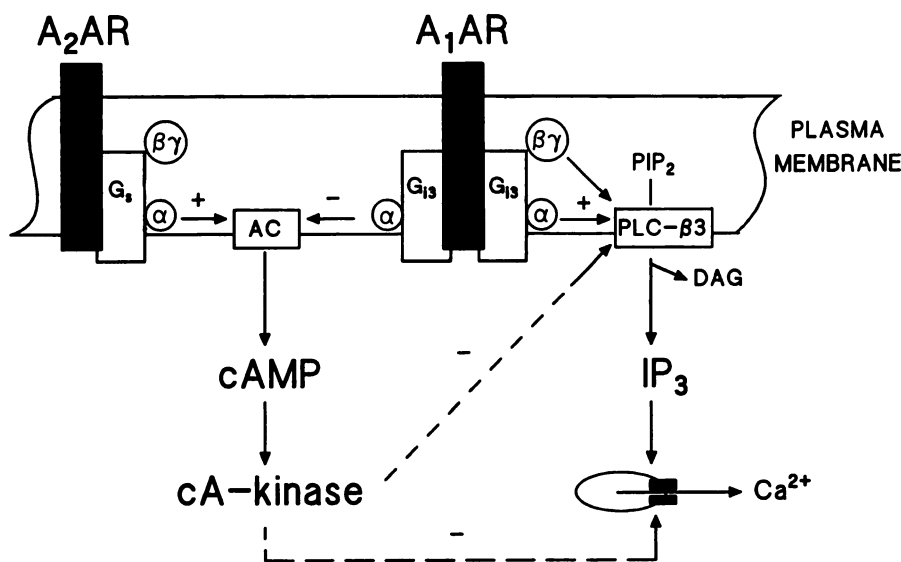 A₂AR
A₁AR
PLASMA
MEMBRANE
βγ
βγ
PIP₂
Gₛ
Gᵢ₃
Gᵢ₃
α
+
AC
−
α
α
+
PLC−β3
DAG
cAMP
−
IP₃
cA−kinase
Ca²⁺
−